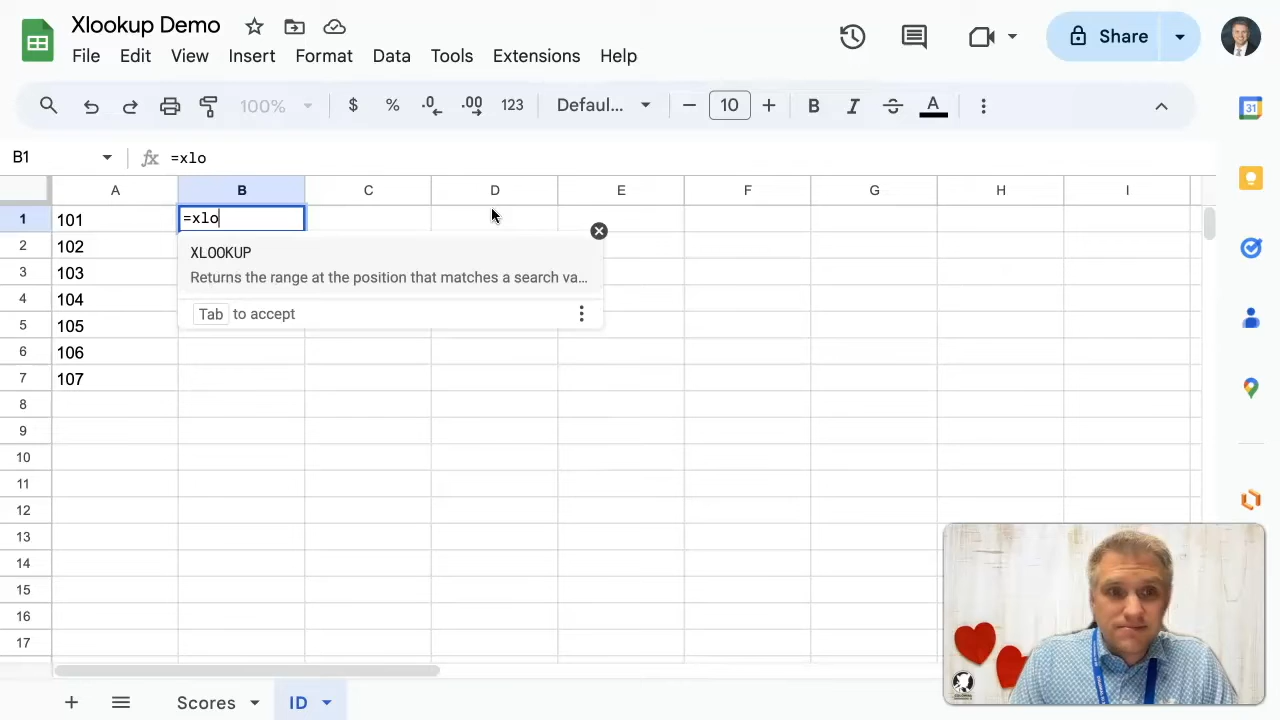 Xlookup Demo
File Edit View Insert Format Data Tools Extensions Help
Share
100% $ % .0 .00 123 Defaul... 10 B I S A
31
B1 fx =xlo
A B C D E F G H I
1 101 =xlo
XLOOKUP
2 102
3 103 Returns the range at the position that matches a search va...
4 104 Tab to accept
5 105
6 106
7 107
8
9
10
11
12
13
14
15
16
17
Scores ID